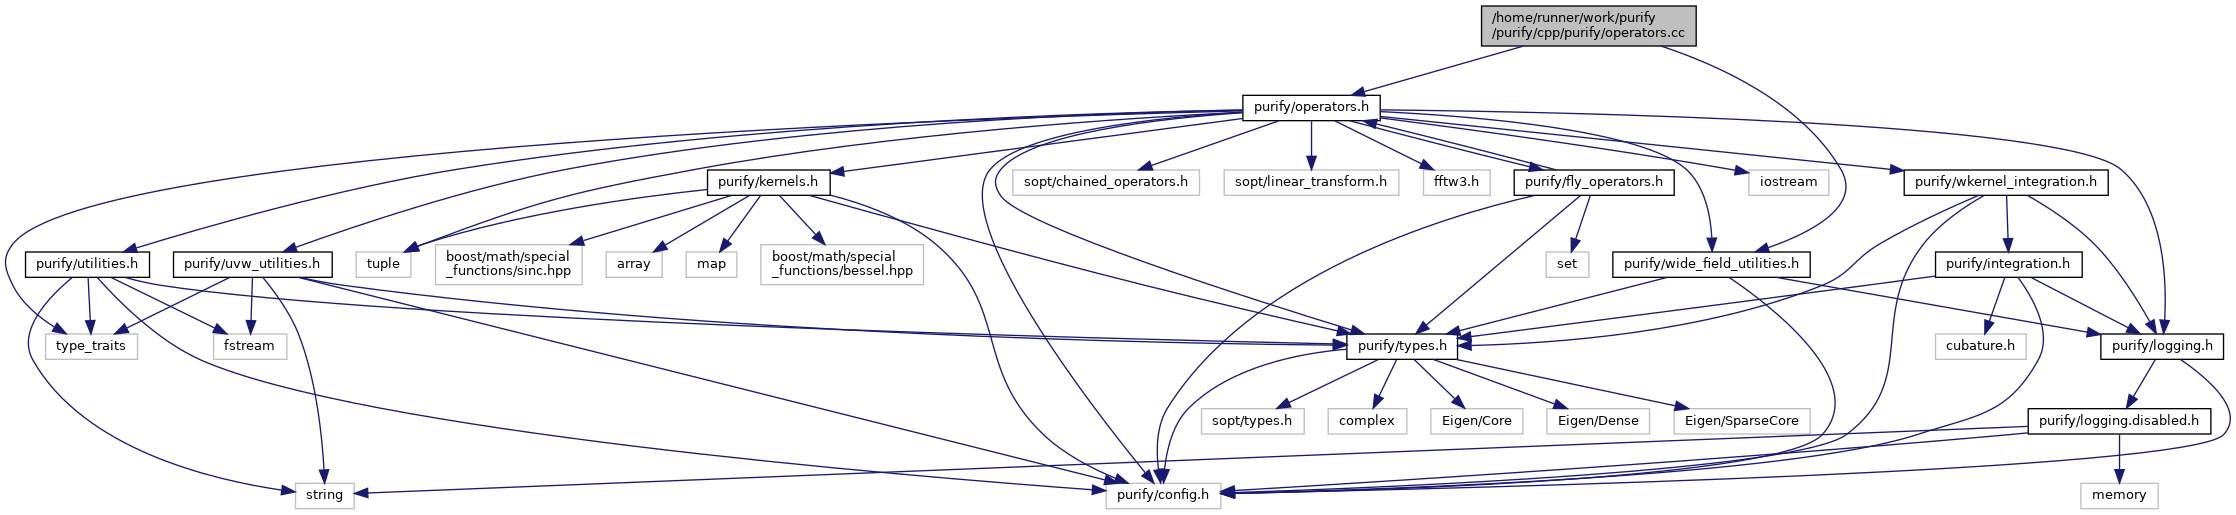 /home/runner/work/purify
/purify/cpp/purify/operators.cc
purify/operators.h
purify/kernels.h
sopt/chained_operators.h
sopt/linear_transform.h
fftw3.h
purify/fly_operators.h
iostream
purify/wkernel_integration.h
purify/utilities.h
purify/uvw_utilities.h
tuple
boost/math/special
_functions/sinc.hpp
array
map
boost/math/special
_functions/bessel.hpp
set
purify/wide_field_utilities.h
purify/integration.h
type_traits
fstream
purify/types.h
cubature.h
purify/logging.h
sopt/types.h
complex
Eigen/Core
Eigen/Dense
Eigen/SparseCore
purify/logging.disabled.h
string
purify/config.h
memory